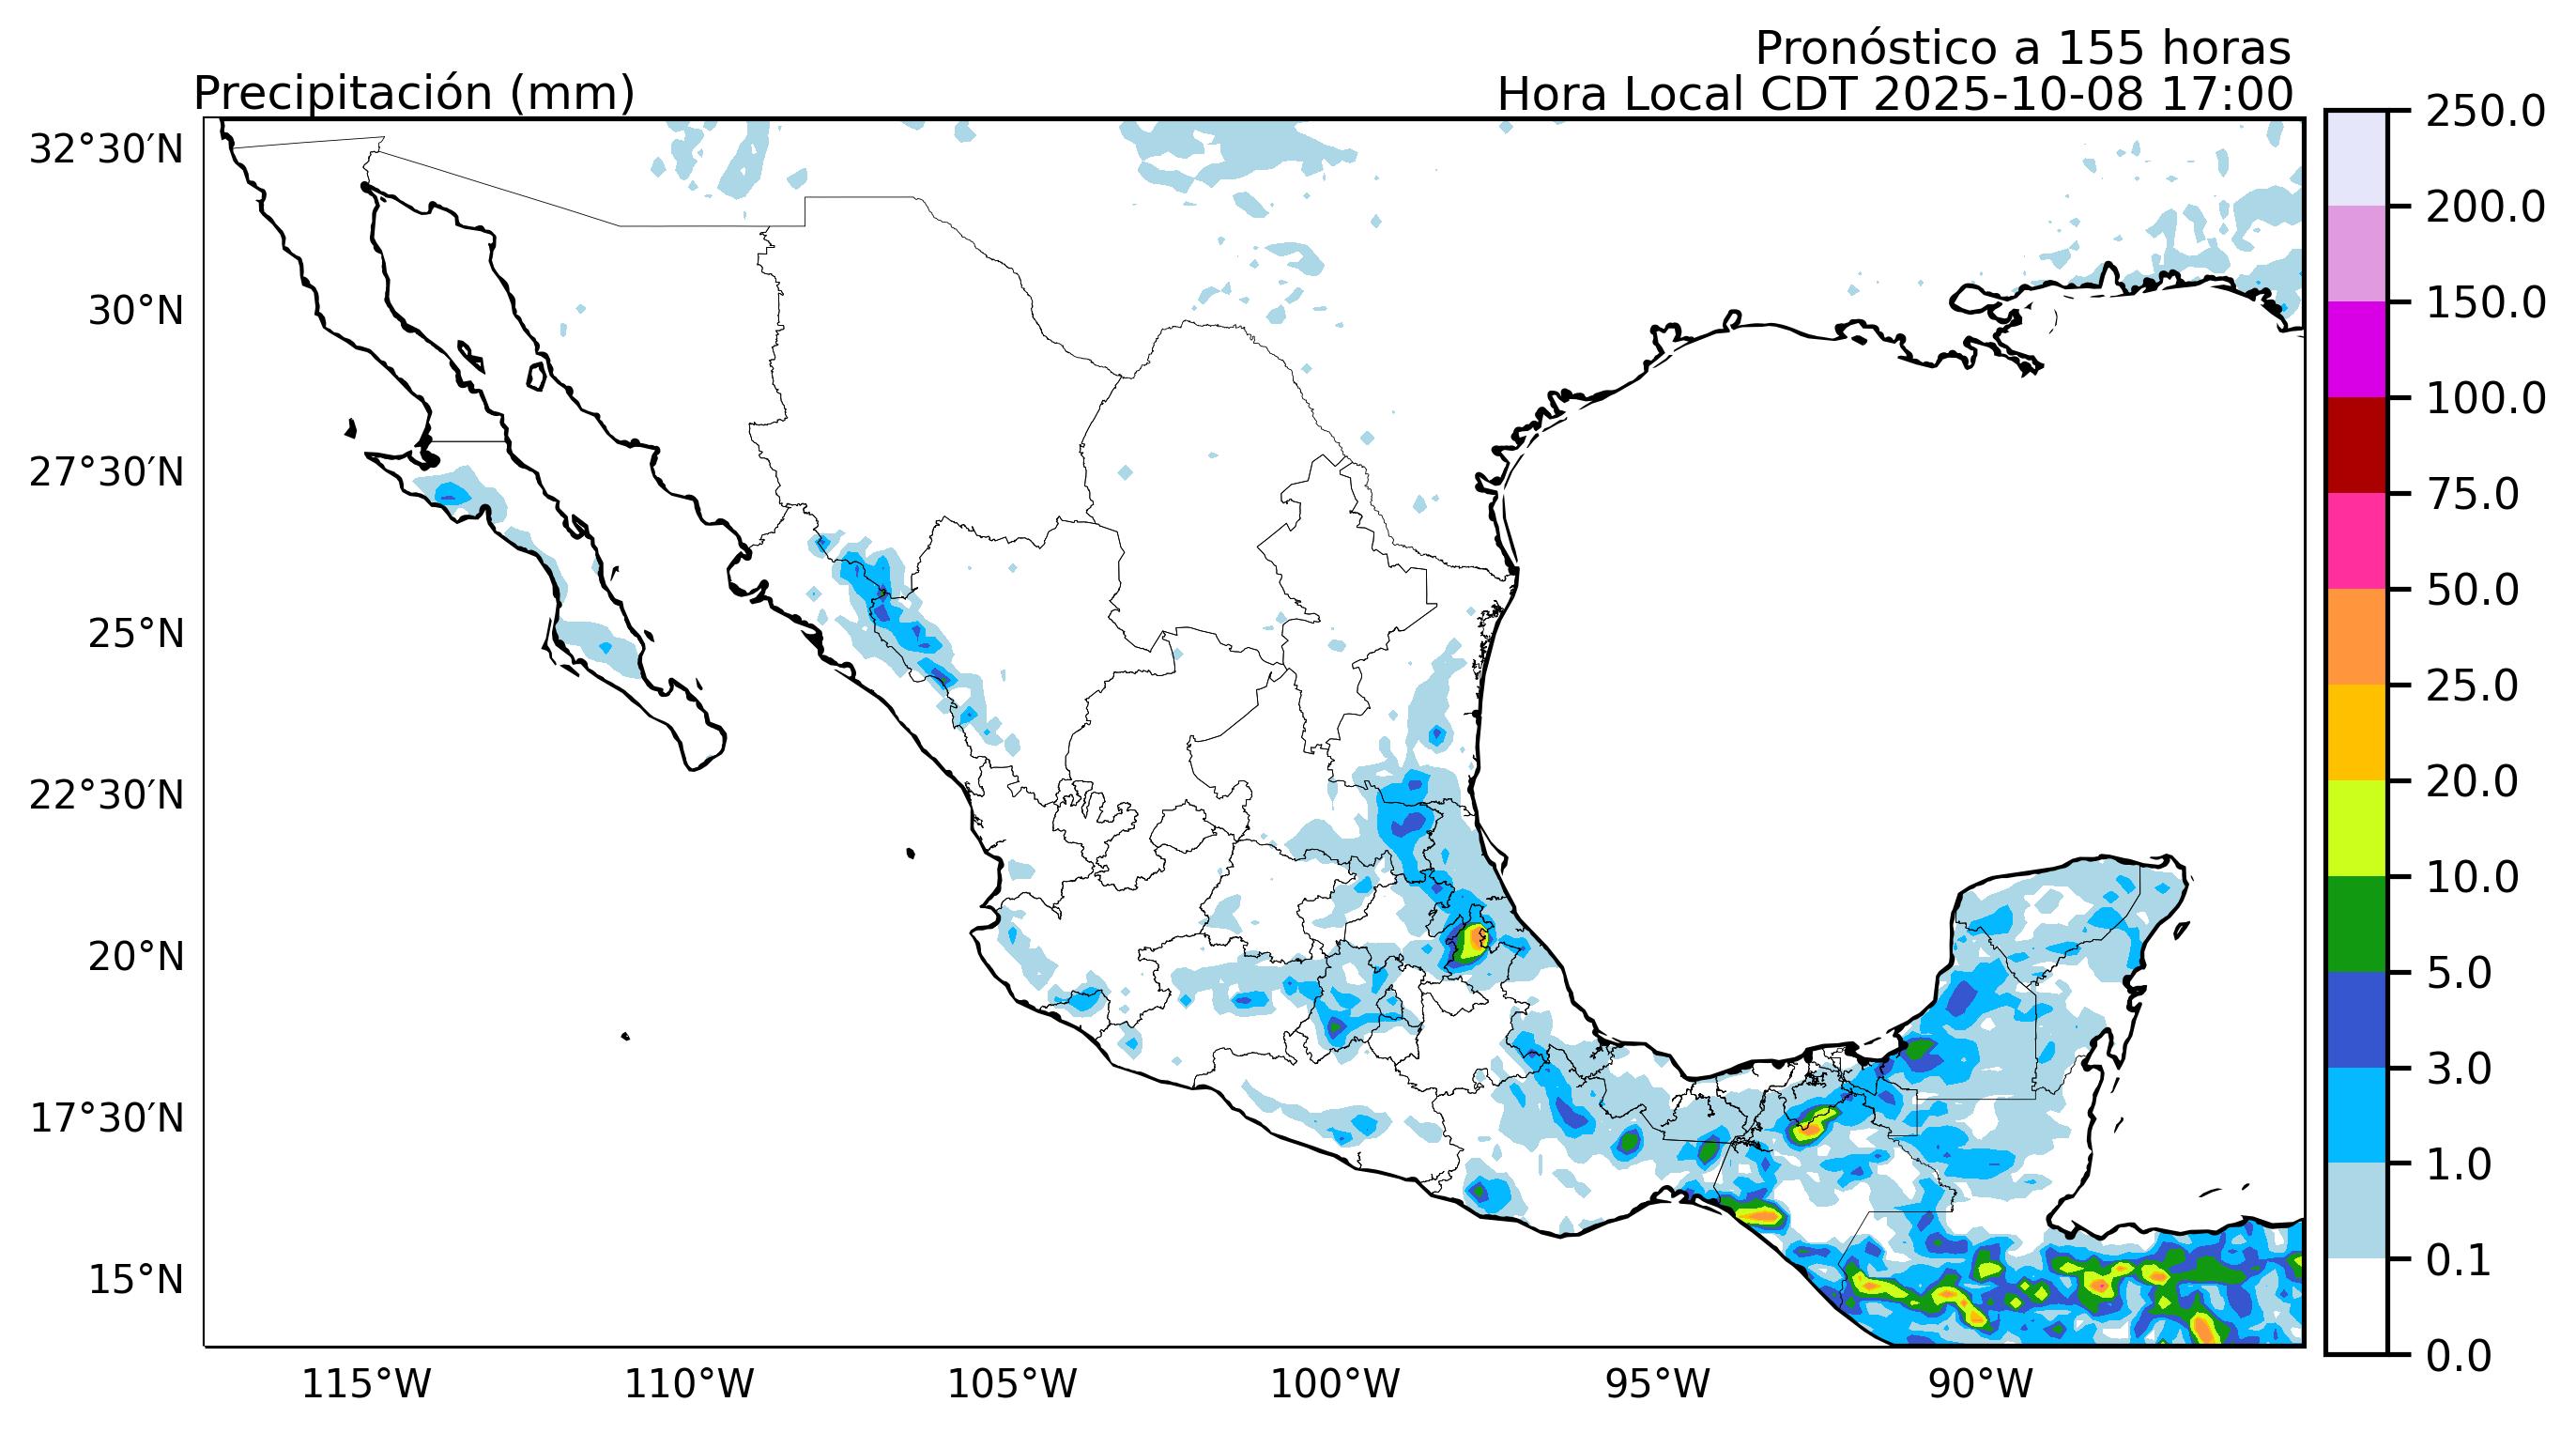 Pronóstico a 155 horas
Precipitación (mm)
Hora Local CDT 2025-10-08 17:00
32°30′N
30°N
27°30′N
25°N
22°30′N
20°N
17°30′N
15°N
115°W
110°W
105°W
100°W
95°W
90°W
250.0
200.0
150.0
100.0
75.0
50.0
25.0
20.0
10.0
5.0
3.0
1.0
0.1
0.0